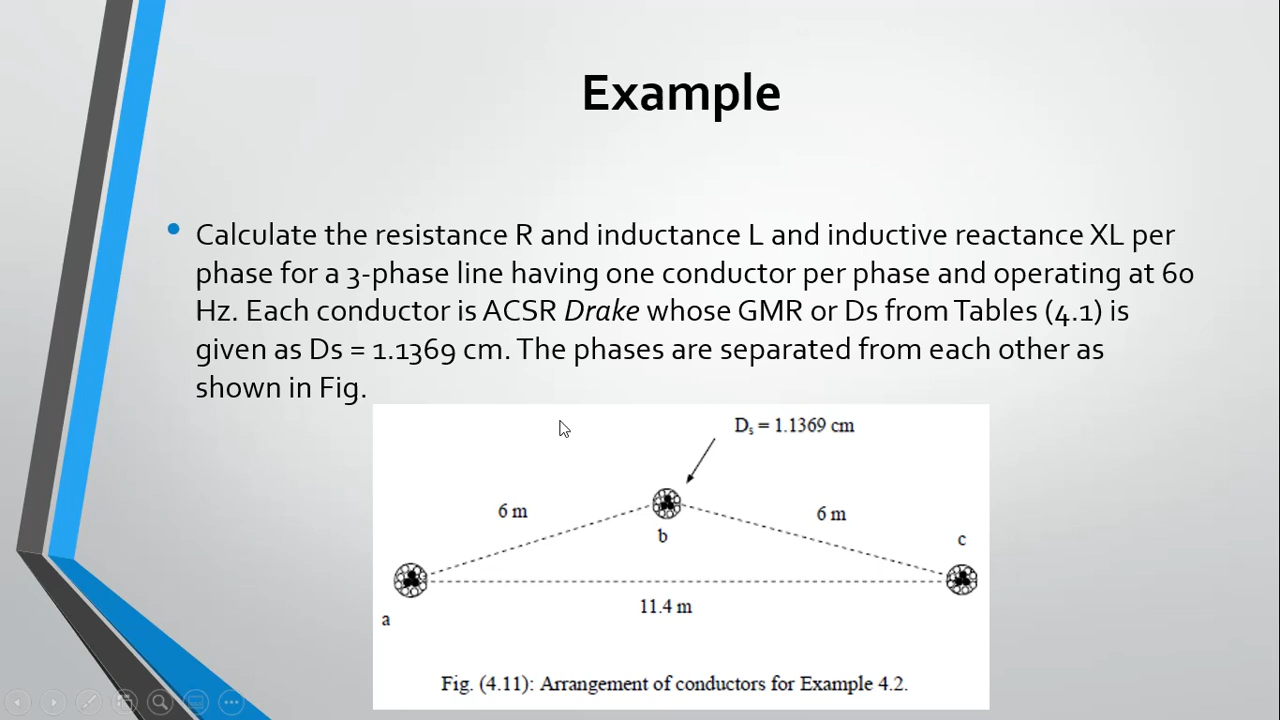 Example
• Calculate the resistance R and inductance L and inductive reactance XL per
phase for a 3-phase line having one conductor per phase and operating at 60
Hz. Each conductor is ACSR Drake whose GMR or Ds from Tables (4.1) is
given as Ds = 1.1369 cm. The phases are separated from each other as
shown in Fig.
Ds = 1.1369 cm
6 m
6 m
b
c
11.4 m
a
Fig. (4.11): Arrangement of conductors for Example 4.2.